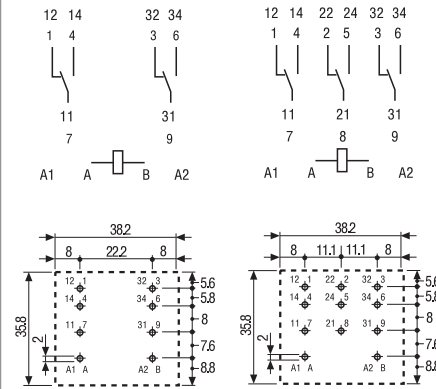 12 14 32 34
1 4 3 6
11 31
7 9
A1 A B A2
12 14 22 24 32 34
1 4 2 5 3 6
11 21 31
7 8 9
A1 A B A2
38.2
8 22.2 8
12 1 32 3
14 4 34 6
11 7 31 9
A1 A A2 B
35.8
2
5.6
5.8
8
7.6
8.8
38.2
8 11.1 11.1 8
12 1 22 2 32 3
14 4 24 5 34 6
11 7 21 8 31 9
A1 A A2 B
35.8
2
5.6
5.8
8
7.6
8.8